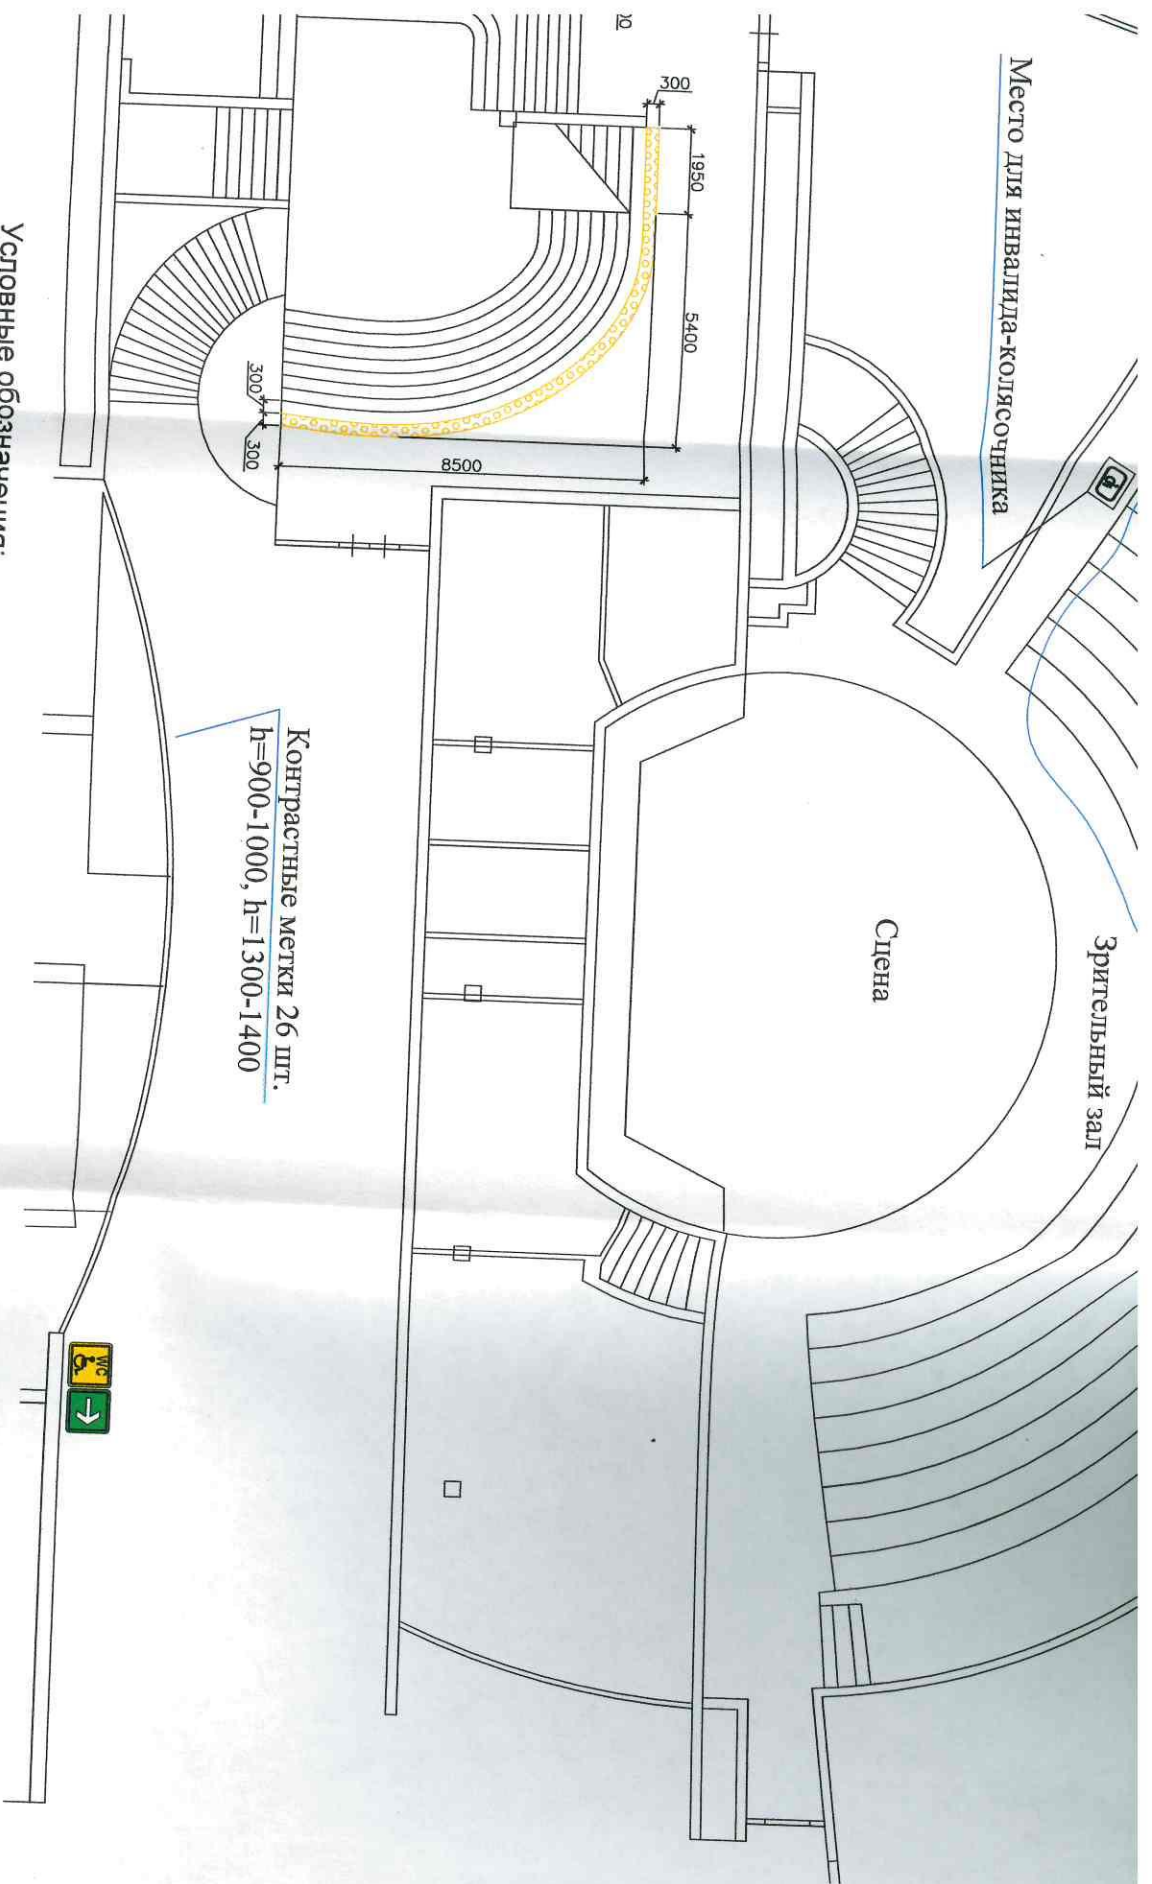 Место для инвалида-колясочника
Зрительный зал
Сцена
300
1950
5400
8500
300
300
Контрастные метки 26 шт.
h=900-1000, h=1300-1400
WC
Условные обозначения: